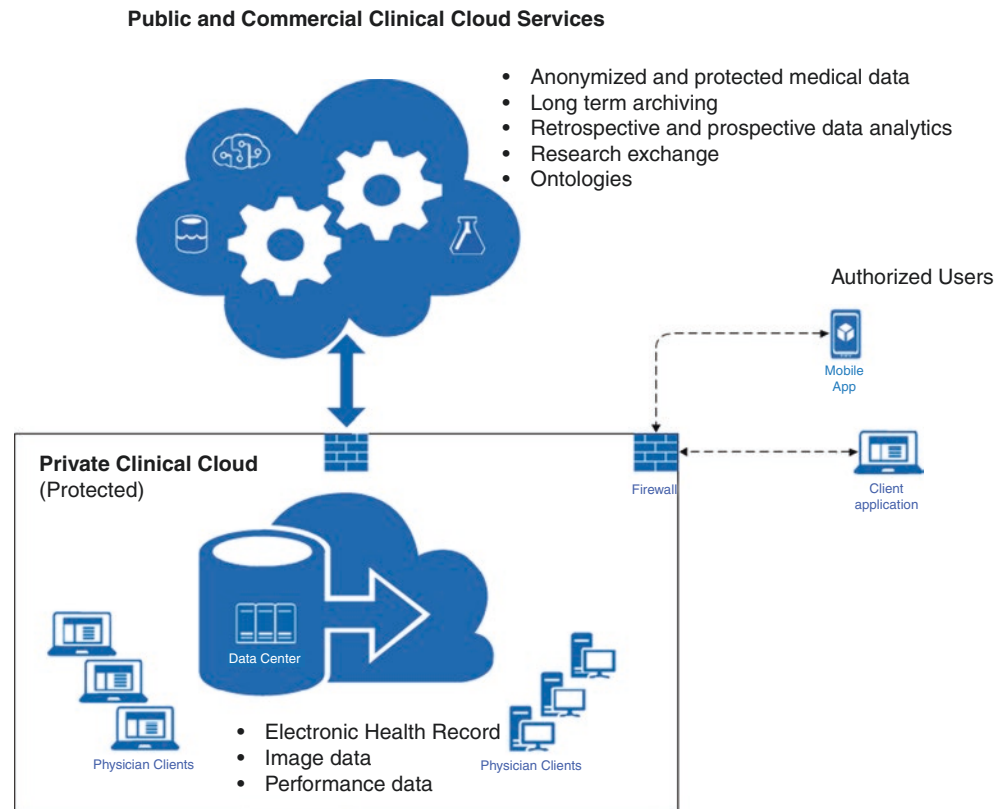 Public and Commercial Clinical Cloud Services
• Anonymized and protected medical data
• Long term archiving
• Retrospective and prospective data analytics
• Research exchange
• Ontologies
Authorized Users
Mobile
App
Private Clinical Cloud
(Protected)
Firewall
Client
application
Data Center
Physician Clients
• Electronic Health Record
• Image data
• Performance data
Physician Clients